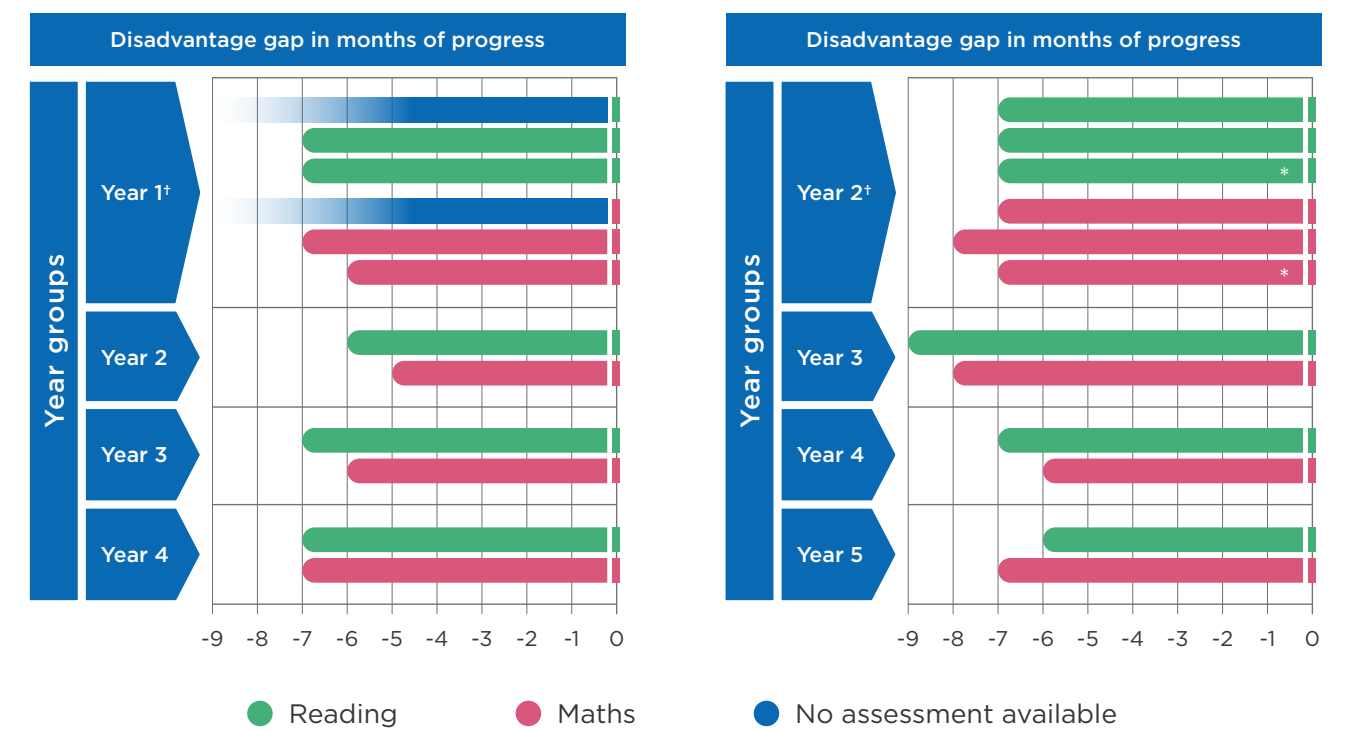 Disadvantage gap in months of progress
Year groups
Year 1†
Year 2
Year 3
Year 4
-9 -8 -7 -6 -5 -4 -3 -2 -1 0
Disadvantage gap in months of progress
Year groups
Year 2†
*
*
Year 3
Year 4
Year 5
-9 -8 -7 -6 -5 -4 -3 -2 -1 0
Reading Maths No assessment available